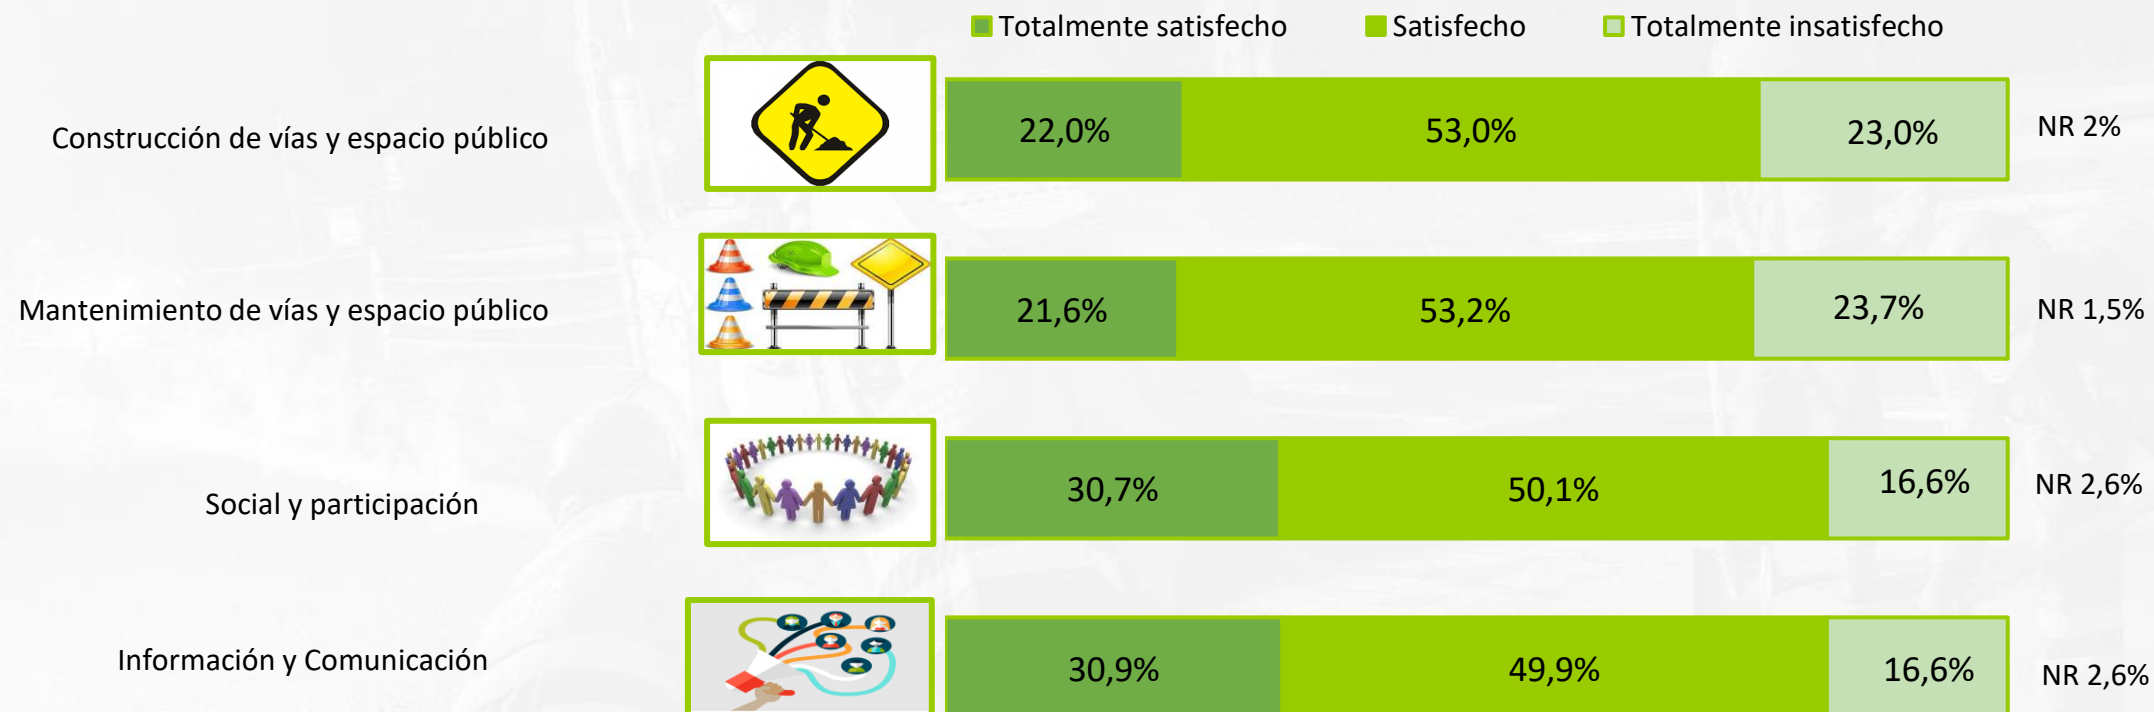 Totalmente satisfecho Satisfecho Totalmente insatisfecho
Construcción de vías y espacio público 22,0% 53,0% 23,0% NR 2%
Mantenimiento de vías y espacio público 21,6% 53,2% 23,7% NR 1,5%
Social y participación 30,7% 50,1% 16,6% NR 2,6%
Información y Comunicación 30,9% 49,9% 16,6% NR 2,6%